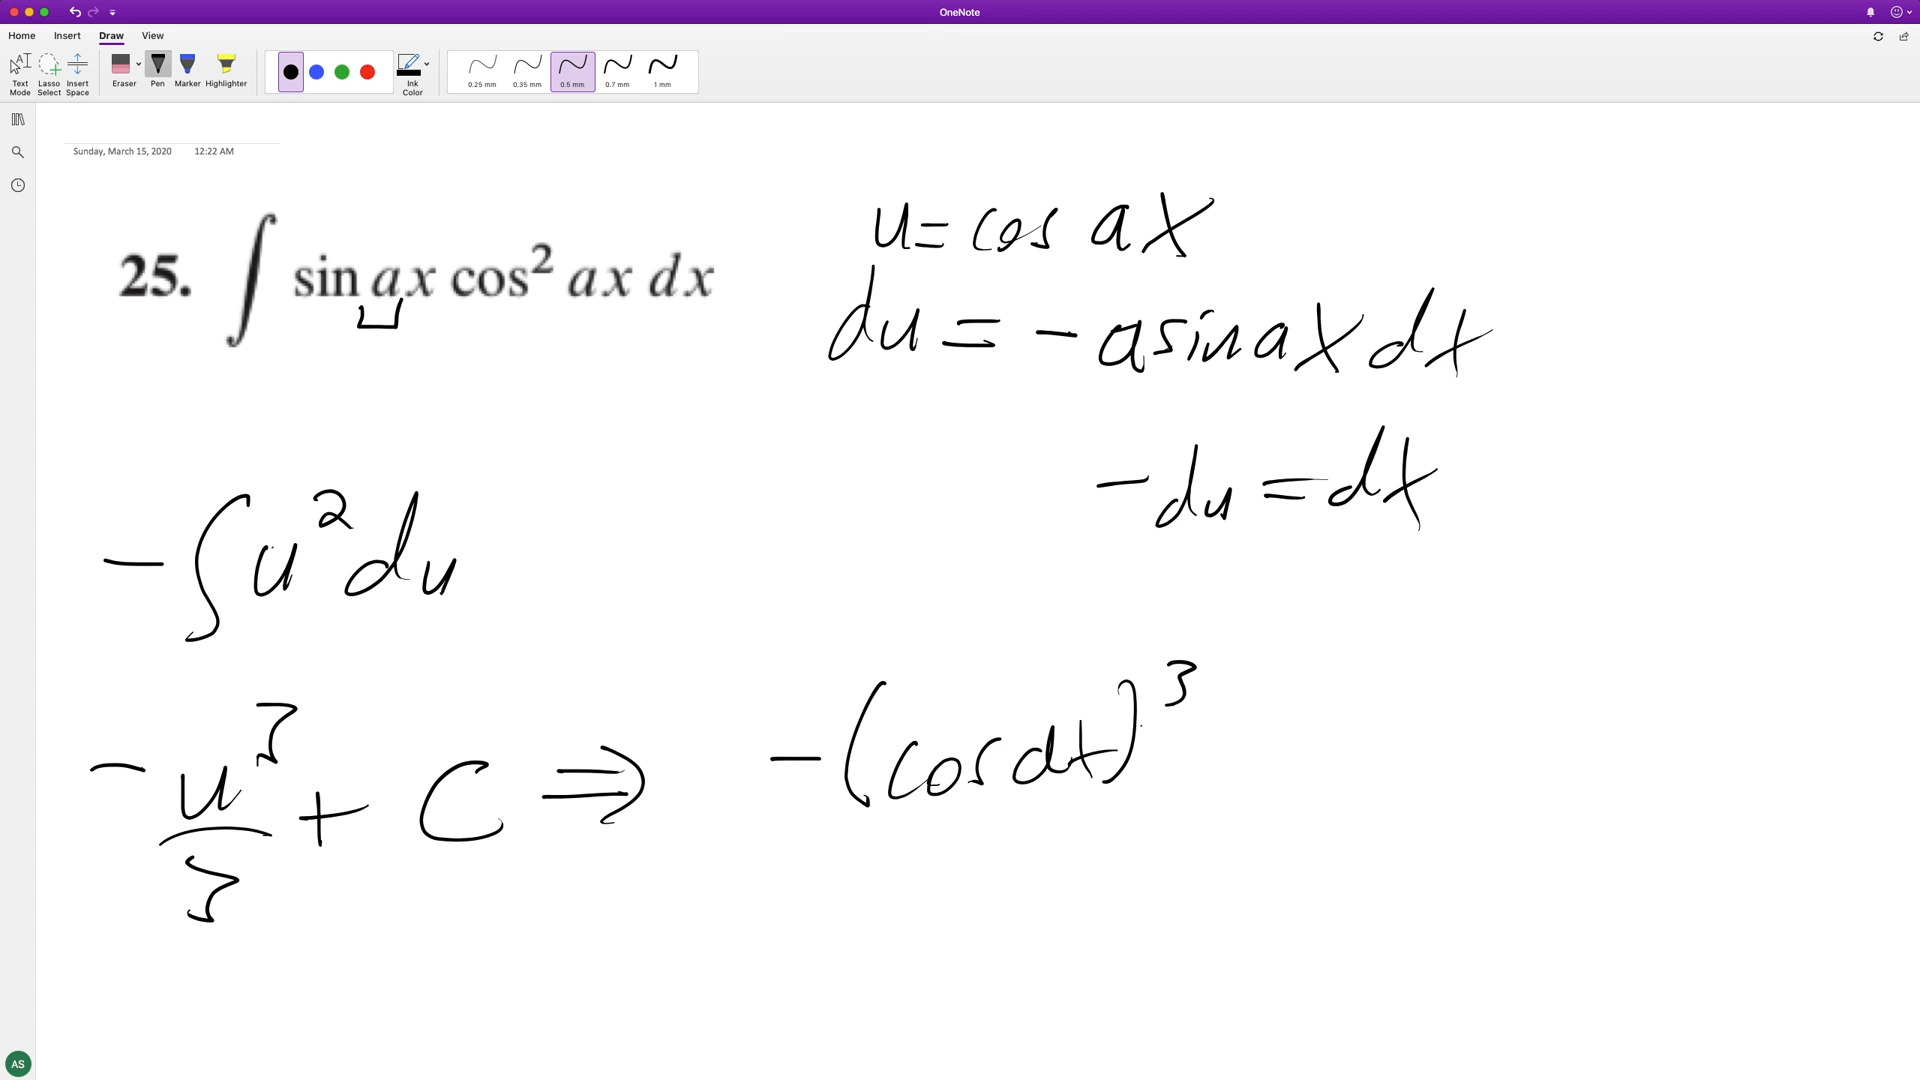 OneNote
Home Insert Draw View
Text Mode Lasso Select Insert Space Eraser Pen Marker Highlighter Ink Color 0.25 mm 0.35 mm 0.5 mm 0.7 mm 1 mm
Sunday, March 15, 2020 12:22 AM
25. ∫ sin ax cos² ax dx
u = cos ax
du = - a sin ax dx
- du = dx
- ∫ u² du
- u³/3 + C ⇒ - (cos dx)³
AS